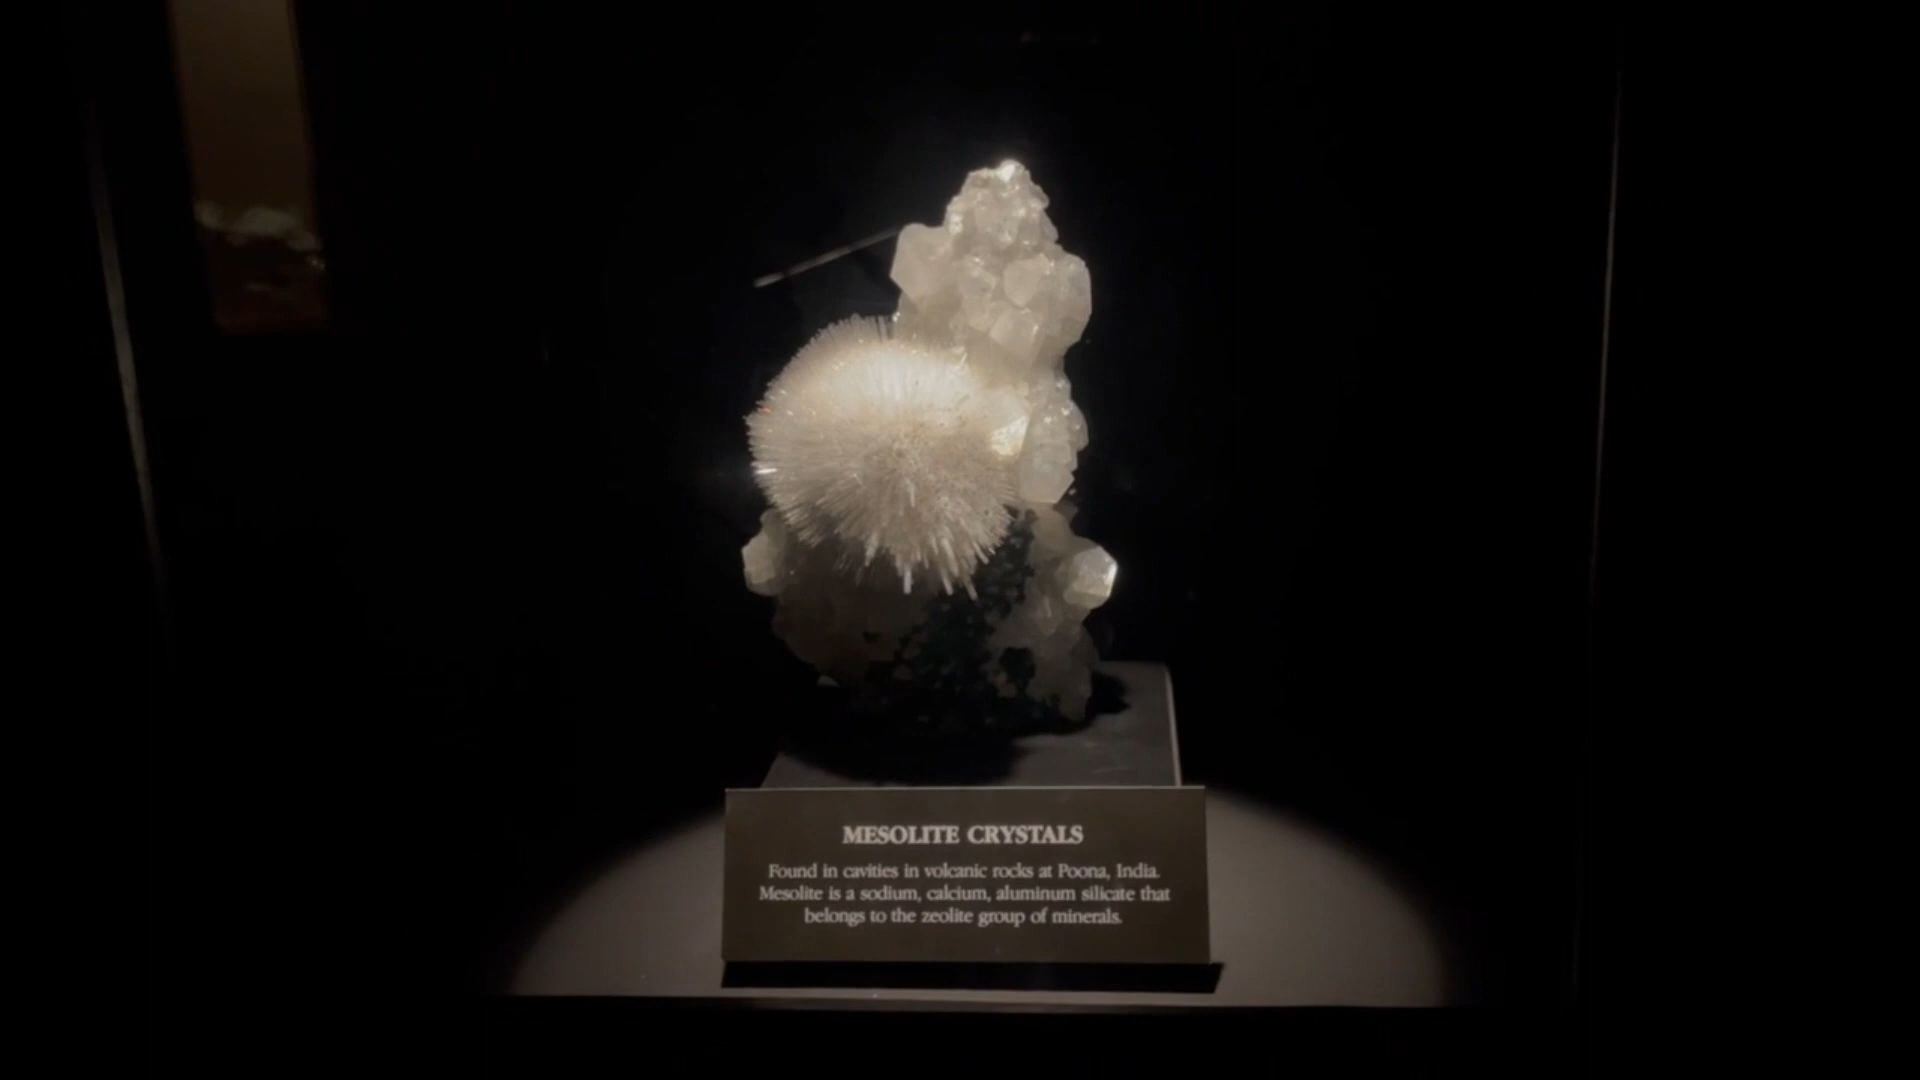 MESOLITE CRYSTALS
Found in cavities in volcanic rocks at Poona, India.
Mesolite is a sodium, calcium, aluminum silicate that
belongs to the zeolite group of minerals.